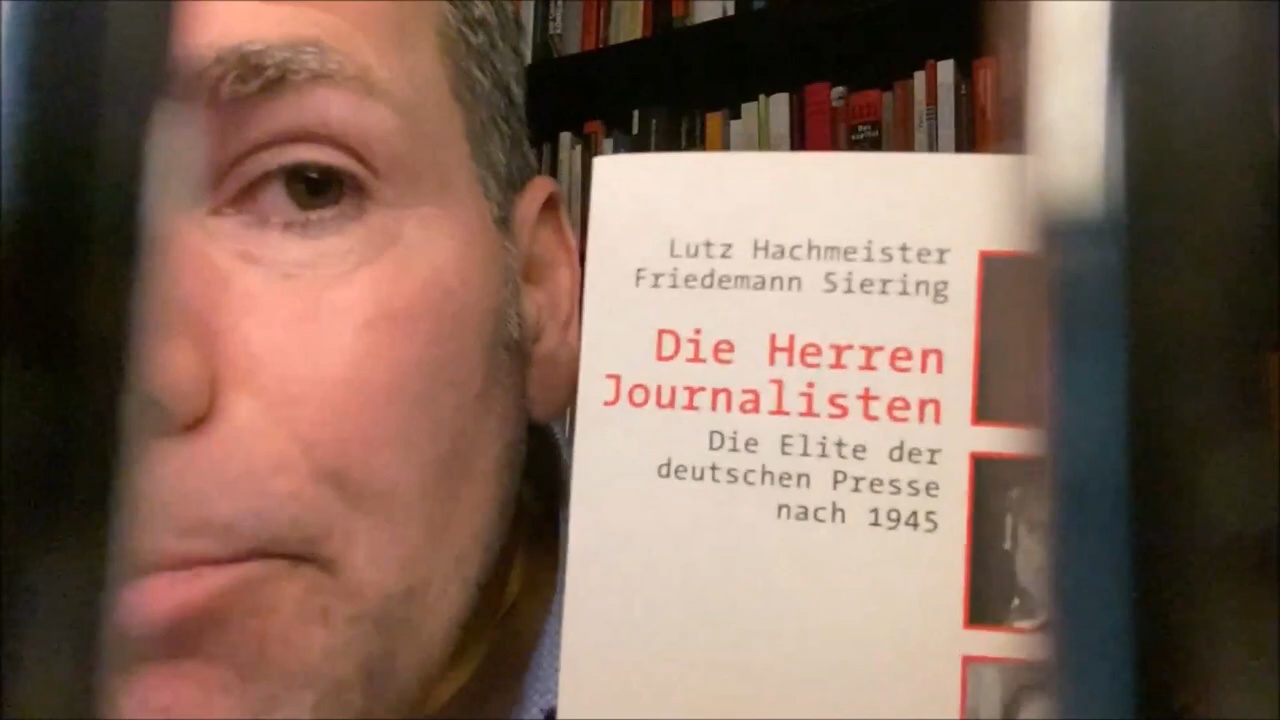 Lutz Hachmeister
Friedemann Siering
Die Herren
Journalisten
Die Elite der
deutschen Presse
nach 1945